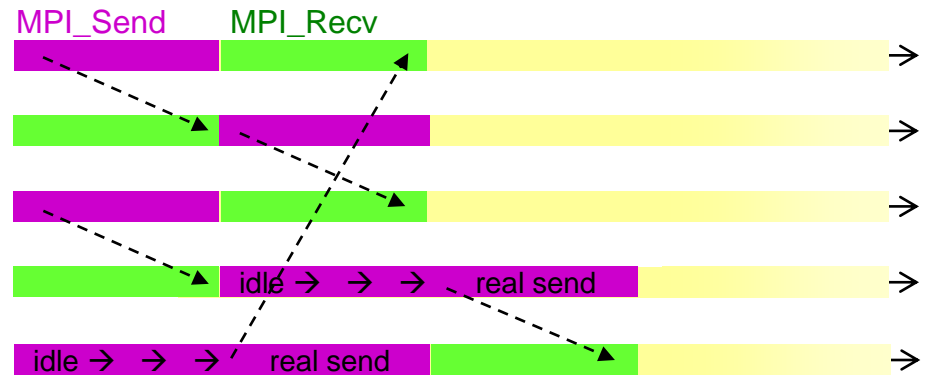 MPI_Send MPI_Recv
idle → → → real send
idle → → → real send